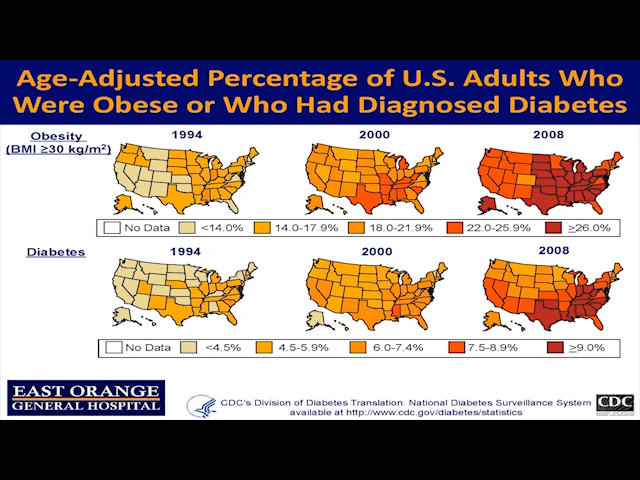 Age-Adjusted Percentage of U.S. Adults Who
Were Obese or Who Had Diagnosed Diabetes
Obesity
(BMI ≥30 kg/m²)
1994
2000
2008
No Data
<14.0%
14.0-17.9%
18.0-21.9%
22.0-25.9%
≥26.0%
Diabetes
1994
2000
2008
No Data
<4.5%
4.5-5.9%
6.0-7.4%
7.5-8.9%
≥9.0%
EAST ORANGE
GENERAL HOSPITAL
CDC's Division of Diabetes Translation. National Diabetes Surveillance System
available at http://www.cdc.gov/diabetes/statistics
CDC